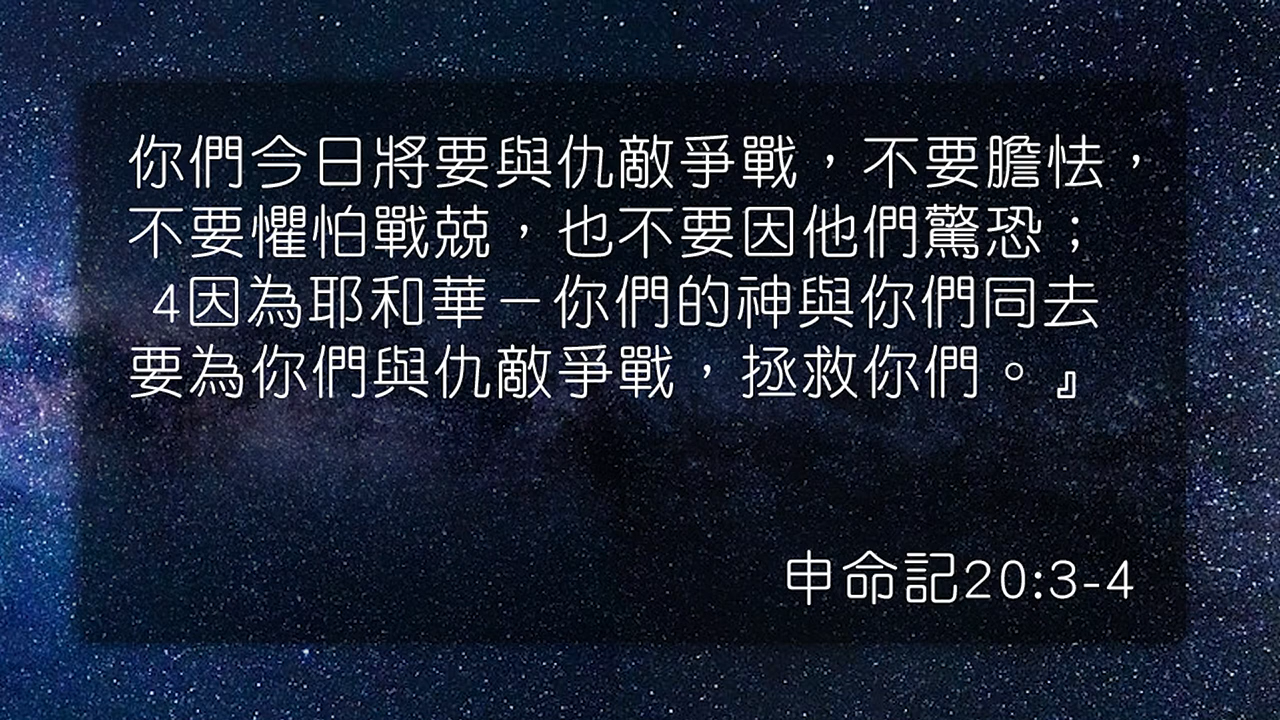 你們今日將要與仇敵爭戰，不要膽怯，
不要懼怕戰兢，也不要因他們驚恐；
4因為耶和華－你們的神與你們同去
要為你們與仇敵爭戰，拯救你們。』
申命記20:3-4